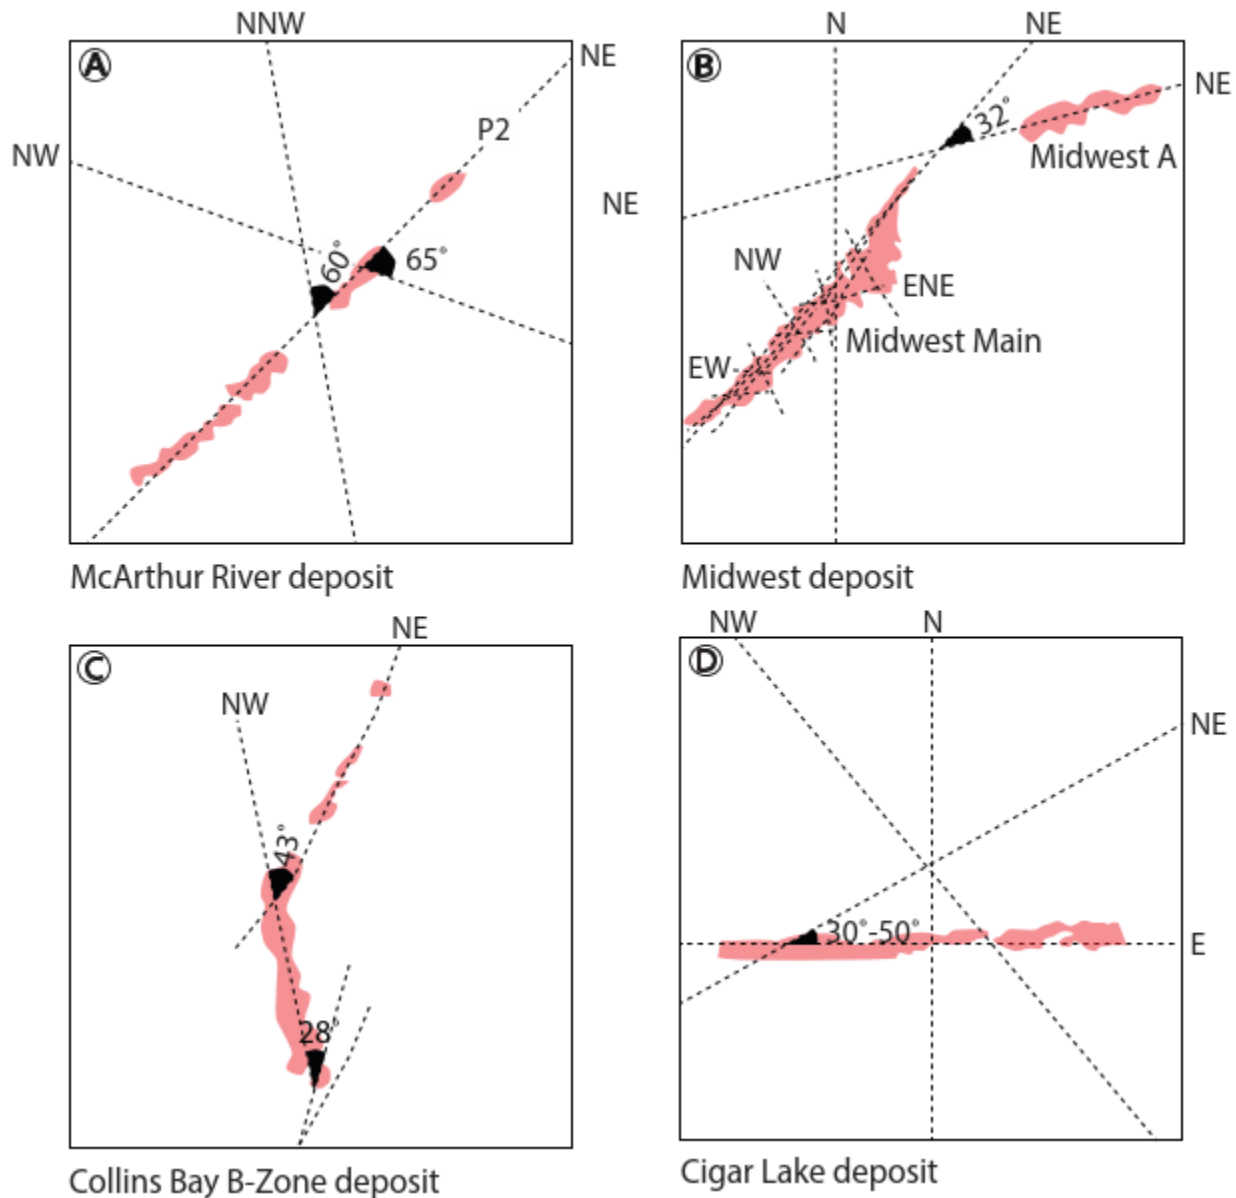 NNW
A
NE
P2
NW
NE
60°
65°
McArthur River deposit
N
NE
B
NE
32°
Midwest A
NW
ENE
Midwest Main
EW
Midwest deposit
NE
C
NW
43°
28°
Collins Bay B-Zone deposit
NW
N
D
NE
30°-50°
E
Cigar Lake deposit